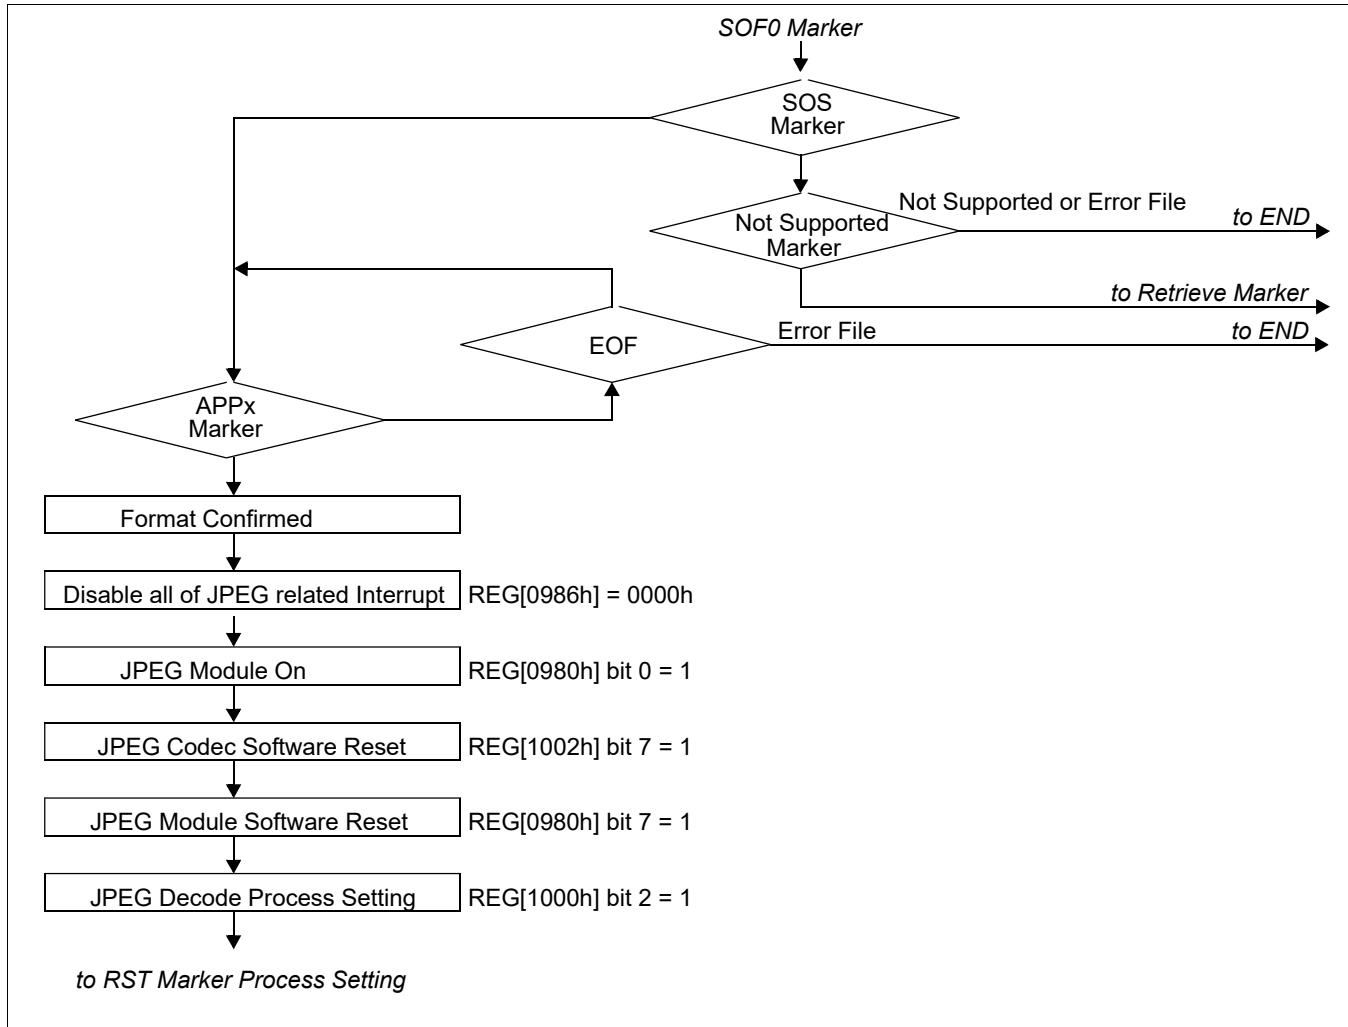 SOF0 Marker
SOS
Marker
Not Supported or Error File
to END
Not Supported
Marker
to Retrieve Marker
Error File
to END
EOF
APPx
Marker
Format Confirmed
Disable all of JPEG related Interrupt
REG[0986h] = 0000h
JPEG Module On
REG[0980h] bit 0 = 1
JPEG Codec Software Reset
REG[1002h] bit 7 = 1
JPEG Module Software Reset
REG[0980h] bit 7 = 1
JPEG Decode Process Setting
REG[1000h] bit 2 = 1
to RST Marker Process Setting